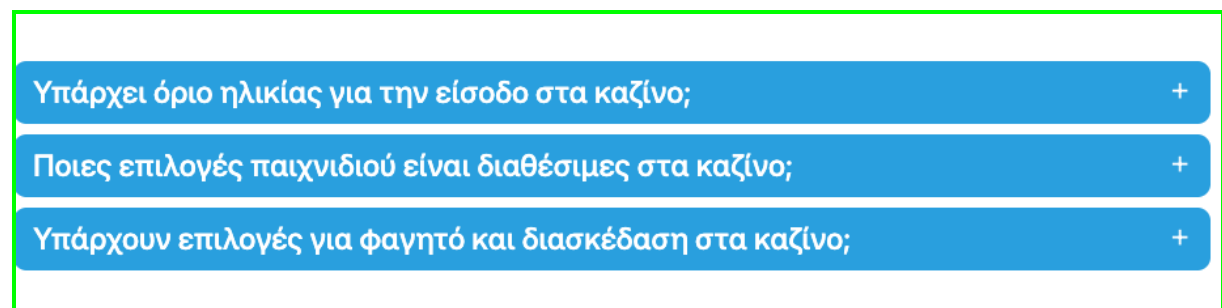 Υπάρχει όριο ηλικίας για την είσοδο στα καζίνο; +
Ποιες επιλογές παιχνιδιού είναι διαθέσιμες στα καζίνο; +
Υπάρχουν επιλογές για φαγητό και διασκέδαση στα καζίνο; +